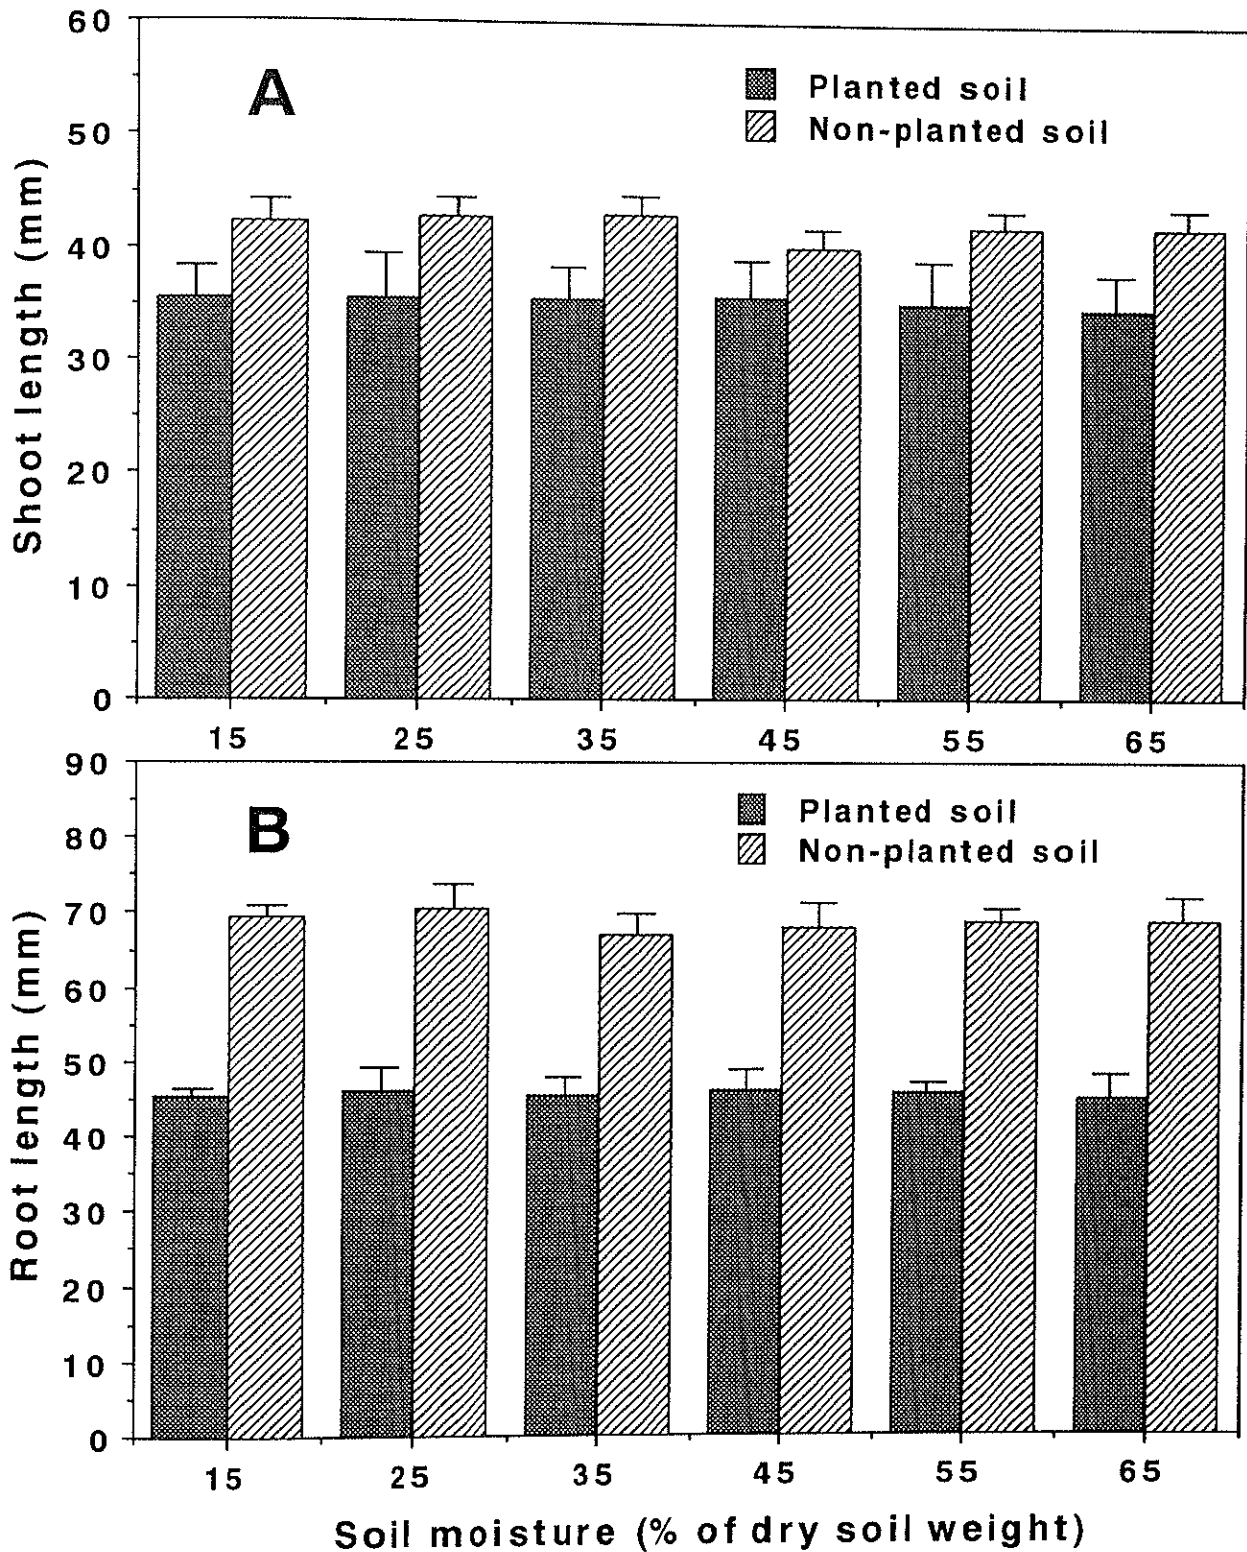 Shoot length (mm)
60
50
40
30
20
10
0
A
Planted soil
Non-planted soil
15 25 35 45 55 65
Root length (mm)
90
80
70
60
50
40
30
20
10
0
B
Planted soil
Non-planted soil
15 25 35 45 55 65
Soil moisture (% of dry soil weight)